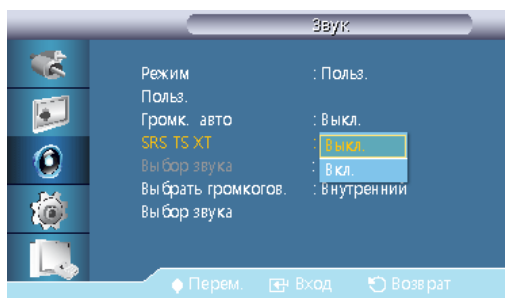 Звук
Режим : Польз.
Польз.
Громк. авто : Выкл.
SRS TS XT : Выкл.
Выбор звука : Вкл.
Выбрать громкогов. : Внутренний
Выбор звука
Перем. Вход Возврат